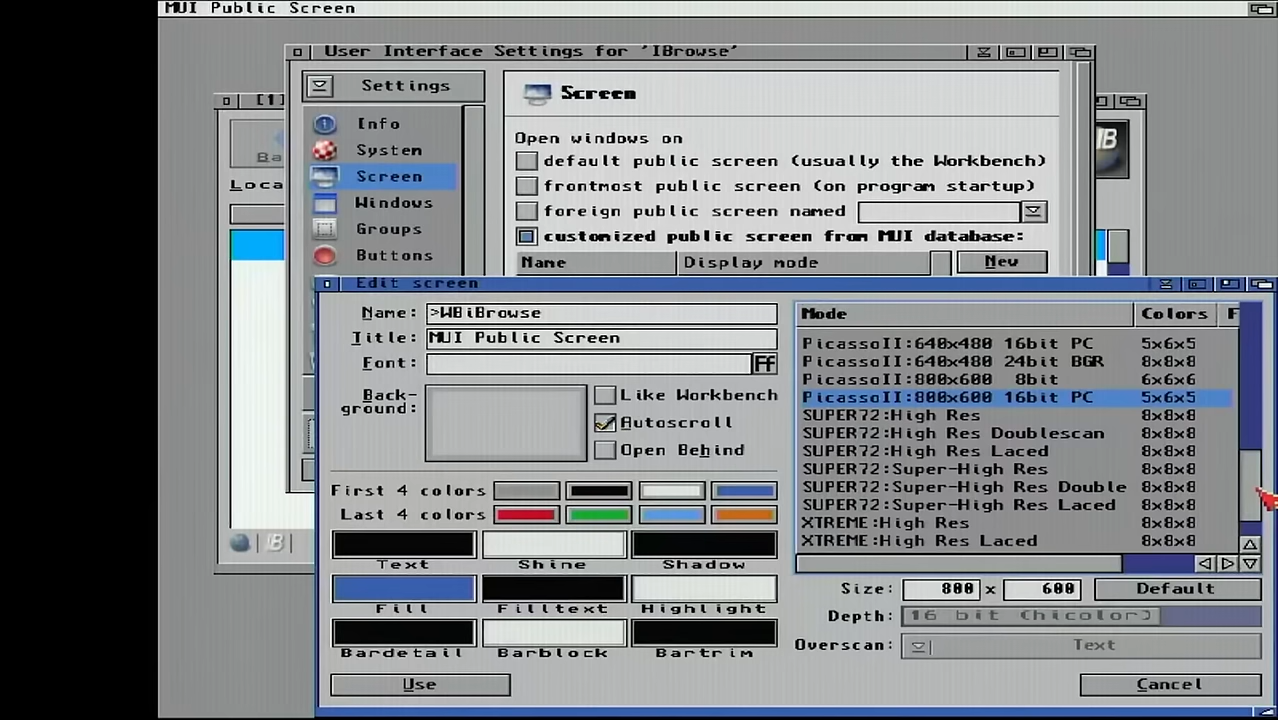 MUI Public Screen
User Interface Settings for 'IBrowse'
[1]
Settings
Screen
Info
System
Screen
Windows
Groups
Buttons
Open windows on
default public screen (usually the Workbench)
frontmost public screen (on program startup)
foreign public screen named
customized public screen from MUI database:
Name Display mode New
Ba
Loca
Edit screen
Name: >WBiBrowse
Title: MUI Public Screen
Font: Ff
Back-
ground:
Like Workbench
Autoscroll
Open Behind
First 4 colors
Last 4 colors
Text Shine Shadow
Fill Filltext Highlight
Bardetail Barblock Bartrim
Use
Mode Colors F
PicassoII:640x480 16bit PC 5x6x5
PicassoII:640x480 24bit BGR 8x8x8
PicassoII:800x600 8bit 6x6x6
PicassoII:800x600 16bit PC 5x6x5
SUPER72:High Res 8x8x8
SUPER72:High Res Doublescan 8x8x8
SUPER72:High Res Laced 8x8x8
SUPER72:Super-High Res 8x8x8
SUPER72:Super-High Res Double 8x8x8
SUPER72:Super-High Res Laced 8x8x8
XTREME:High Res 8x8x8
XTREME:High Res Laced 8x8x8
Size: 800 x 600 Default
Depth: 16 bit (hicolor)
Overscan: Text
Cancel